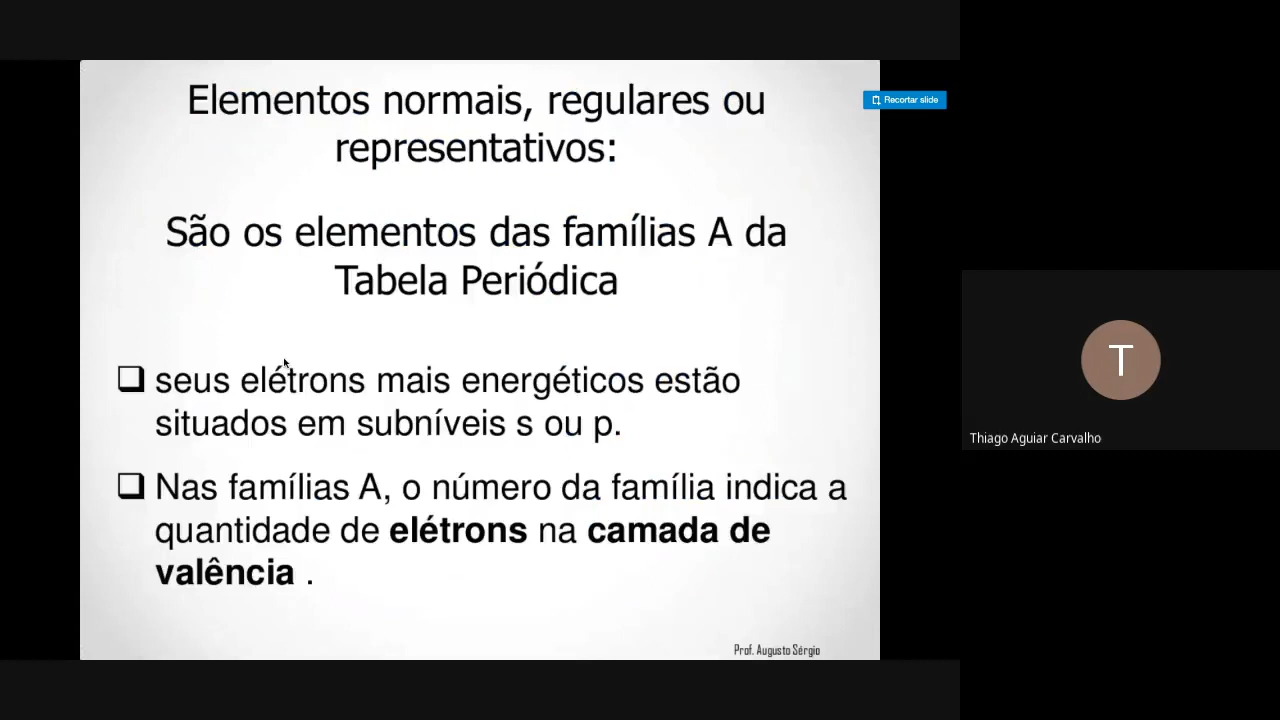 Elementos normais, regulares ou
representativos:
São os elementos das famílias A da
Tabela Periódica
seus elétrons mais energéticos estão
situados em subníveis s ou p.
Nas famílias A, o número da família indica a
quantidade de elétrons na camada de
valência .
Prof. Augusto Sérgio
Recortar slide
T
Thiago Aguiar Carvalho